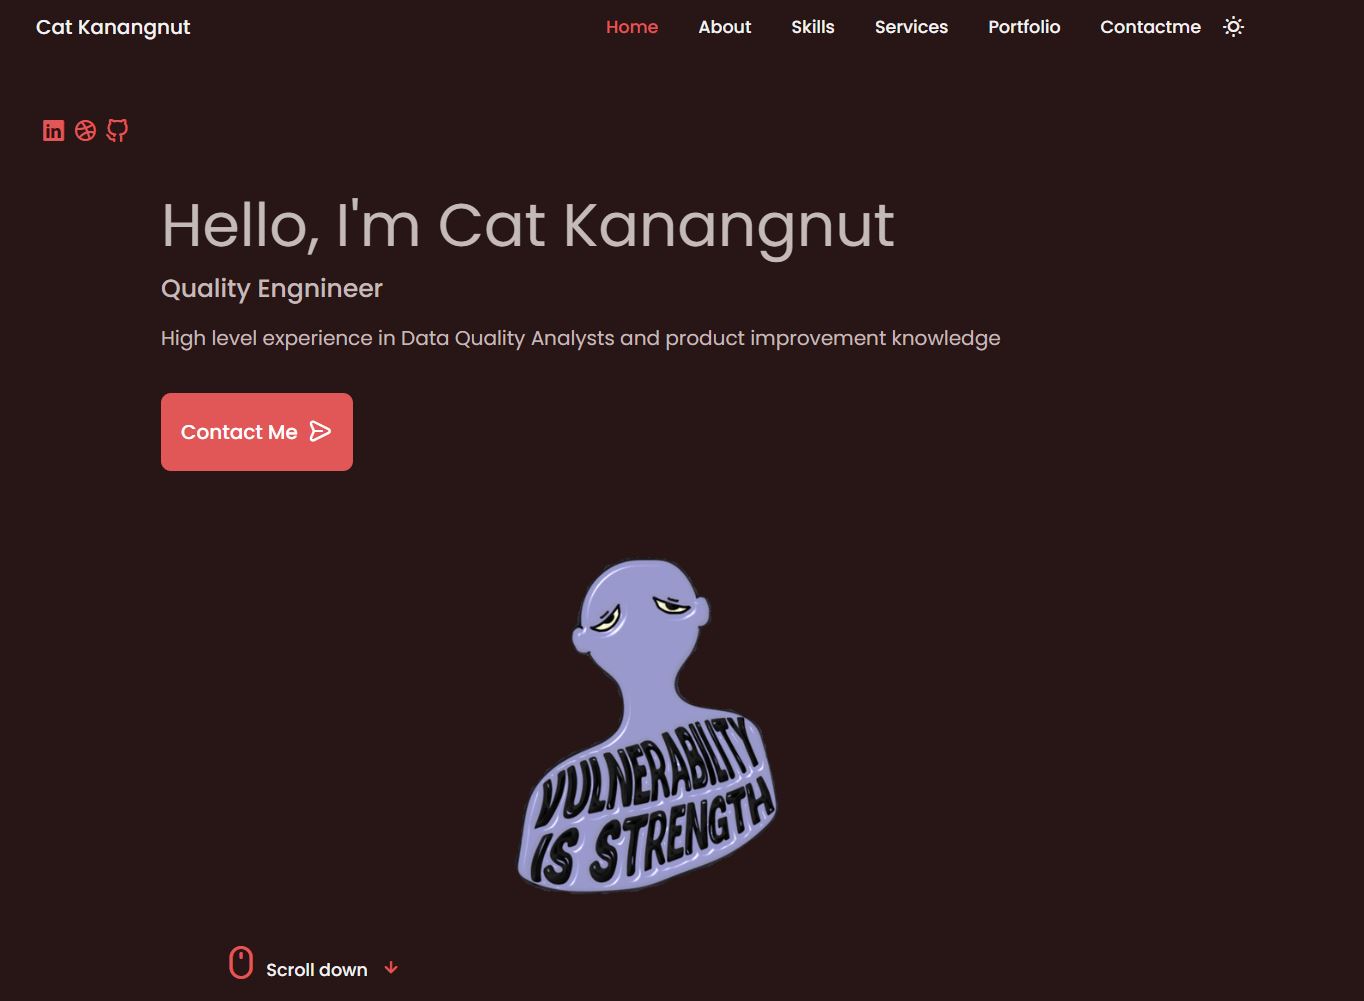 Cat Kanangnut
Home About Skills Services Portfolio Contactme
in
Hello, I'm Cat Kanangnut
Quality Engnineer
High level experience in Data Quality Analysts and product improvement knowledge
Contact Me
VULNERABILITY
IS STRENGTH
Scroll down